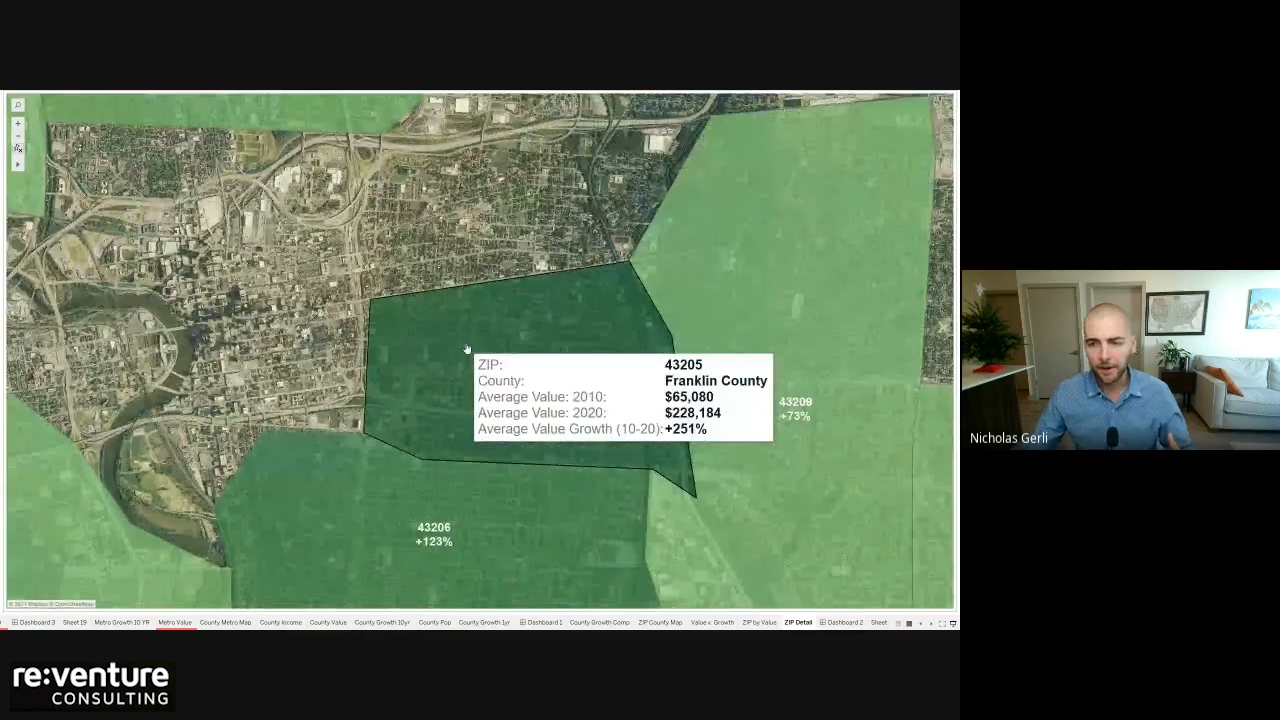 ZIP: 43205
County: Franklin County
Average Value: 2010: $65,080
Average Value: 2020: $228,184
Average Value Growth (10-20): +251%
43209
+73%
43206
+123%
Nicholas Gerli
© 2021 Mapbox © OpenStreetMap
Dashboard 3 Sheet 19 Metro Growth 10 YR Metro Value County Metro Map County Income County Value County Growth 10yr County Pop County Growth 1yr Dashboard 1 County Growth Comp ZIP County Map Value v. Growth ZIP by Value ZIP Detail Dashboard 2 Sheet
re:venture
CONSULTING